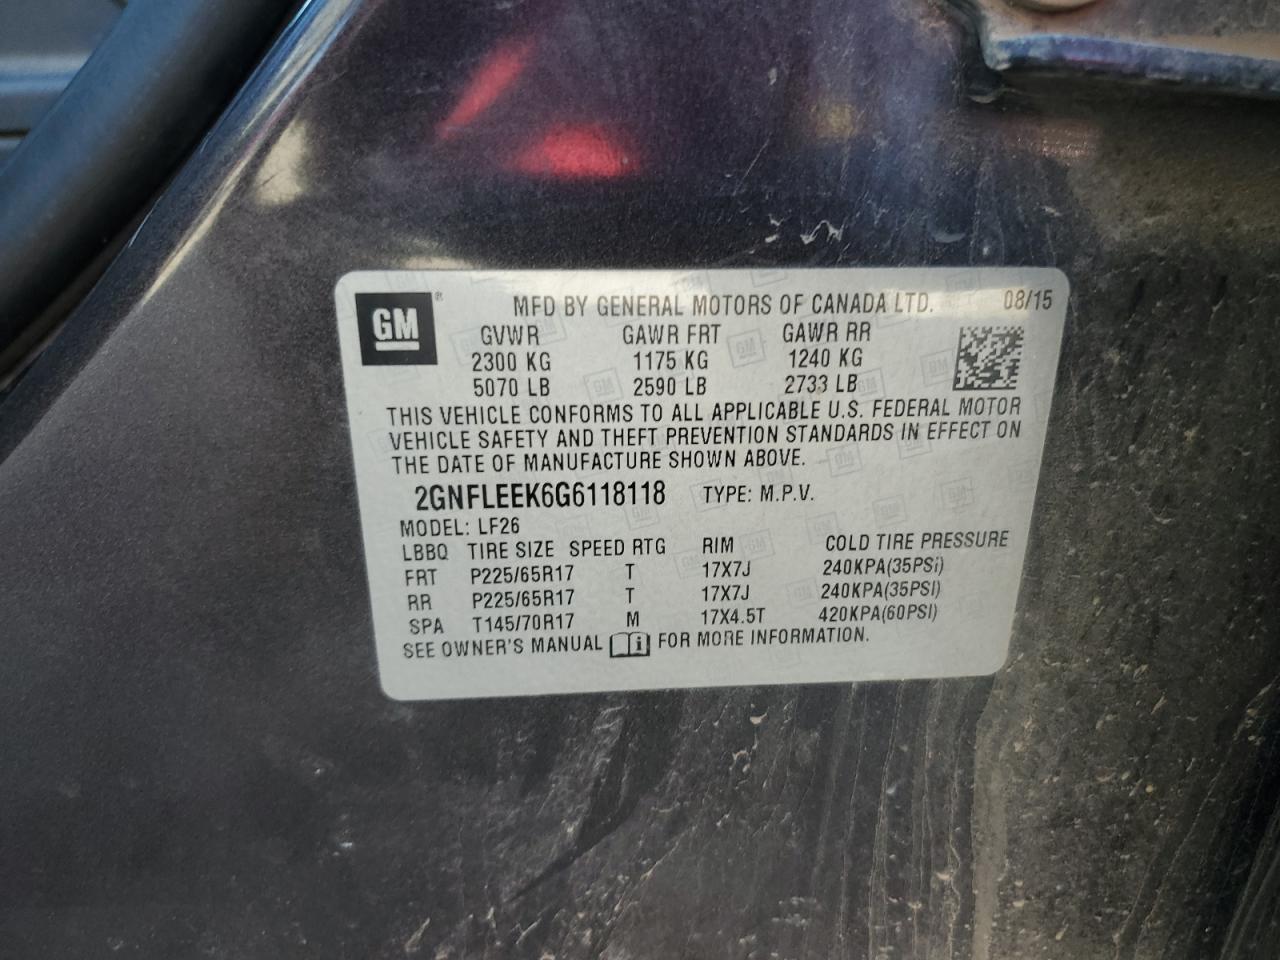 GM ®
MFD BY GENERAL MOTORS OF CANADA LTD. 08/15
GVWR GAWR FRT GAWR RR
2300 KG 1175 KG 1240 KG
5070 LB 2590 LB 2733 LB
THIS VEHICLE CONFORMS TO ALL APPLICABLE U.S. FEDERAL MOTOR
VEHICLE SAFETY AND THEFT PREVENTION STANDARDS IN EFFECT ON
THE DATE OF MANUFACTURE SHOWN ABOVE.
2GNFLEEK6G6118118 TYPE: M.P.V.
MODEL: LF26
LBBQ TIRE SIZE SPEED RTG RIM COLD TIRE PRESSURE
FRT P225/65R17 T 17X7J 240KPA(35PSI)
RR P225/65R17 T 17X7J 240KPA(35PSI)
SPA T145/70R17 M 17X4.5T 420KPA(60PSI)
SEE OWNER'S MANUAL i FOR MORE INFORMATION.